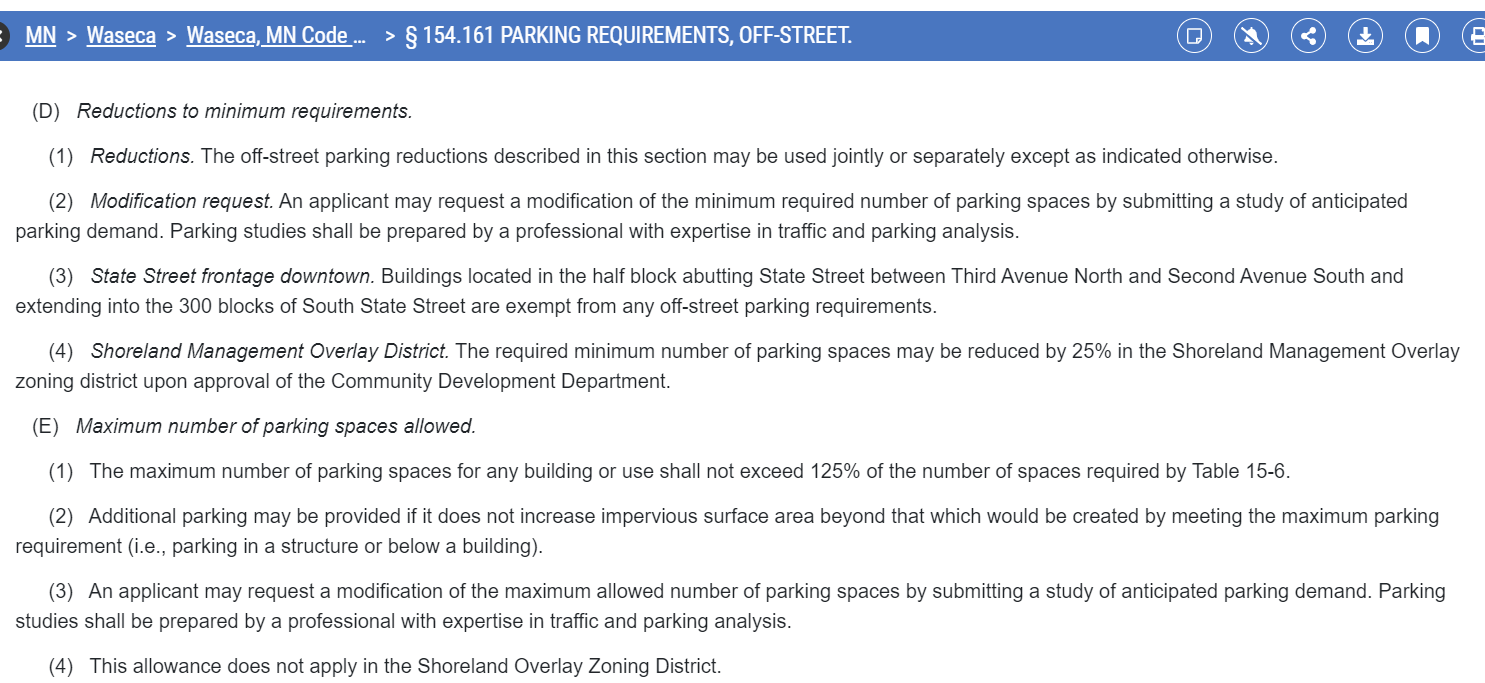 MN > Waseca > Waseca, MN Code ... > § 154.161 PARKING REQUIREMENTS, OFF-STREET.
(D) Reductions to minimum requirements.
(1) Reductions. The off-street parking reductions described in this section may be used jointly or separately except as indicated otherwise.
(2) Modification request. An applicant may request a modification of the minimum required number of parking spaces by submitting a study of anticipated
parking demand. Parking studies shall be prepared by a professional with expertise in traffic and parking analysis.
(3) State Street frontage downtown. Buildings located in the half block abutting State Street between Third Avenue North and Second Avenue South and
extending into the 300 blocks of South State Street are exempt from any off-street parking requirements.
(4) Shoreland Management Overlay District. The required minimum number of parking spaces may be reduced by 25% in the Shoreland Management Overlay
zoning district upon approval of the Community Development Department.
(E) Maximum number of parking spaces allowed.
(1) The maximum number of parking spaces for any building or use shall not exceed 125% of the number of spaces required by Table 15-6.
(2) Additional parking may be provided if it does not increase impervious surface area beyond that which would be created by meeting the maximum parking
requirement (i.e., parking in a structure or below a building).
(3) An applicant may request a modification of the maximum allowed number of parking spaces by submitting a study of anticipated parking demand. Parking
studies shall be prepared by a professional with expertise in traffic and parking analysis.
(4) This allowance does not apply in the Shoreland Overlay Zoning District.